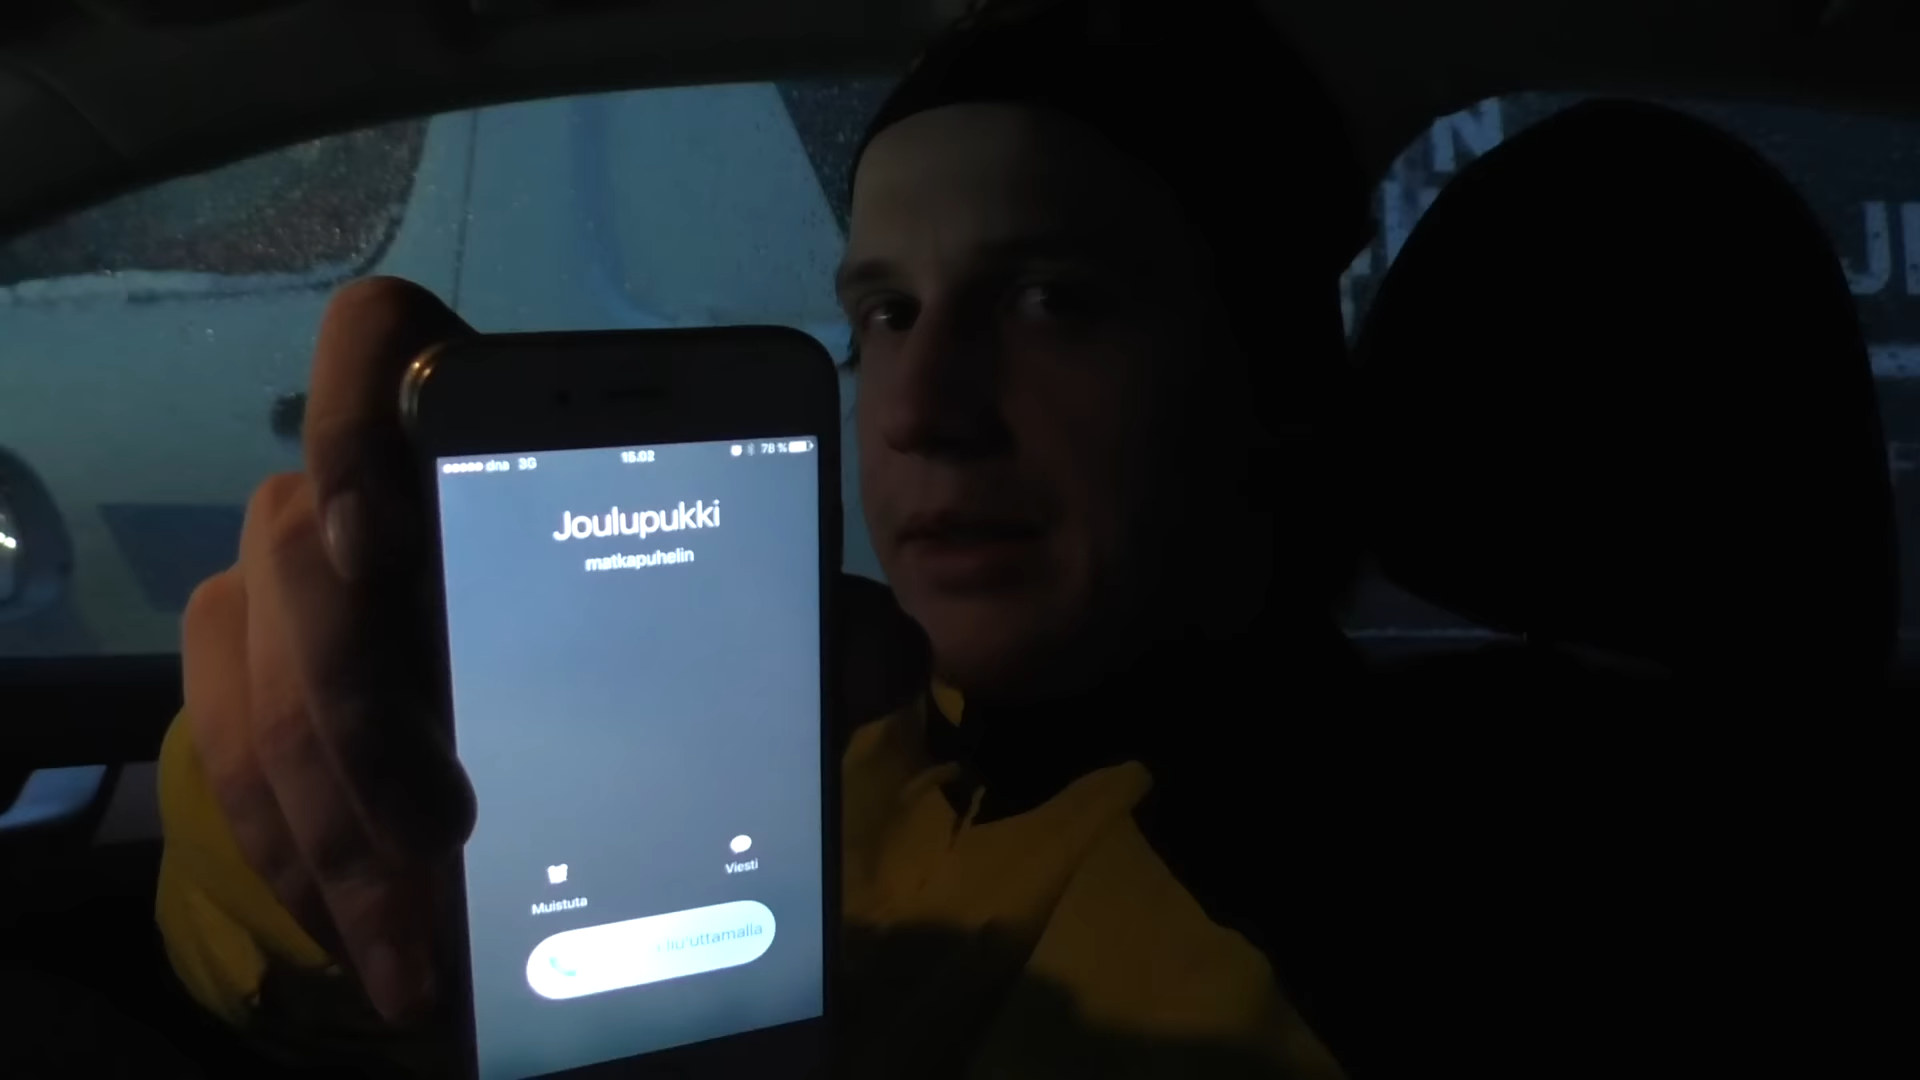 dna 3G 15.02 78 %
Joulupukki
matkapuhelin
Viesti
Muistuta
liu'uttamalla
N